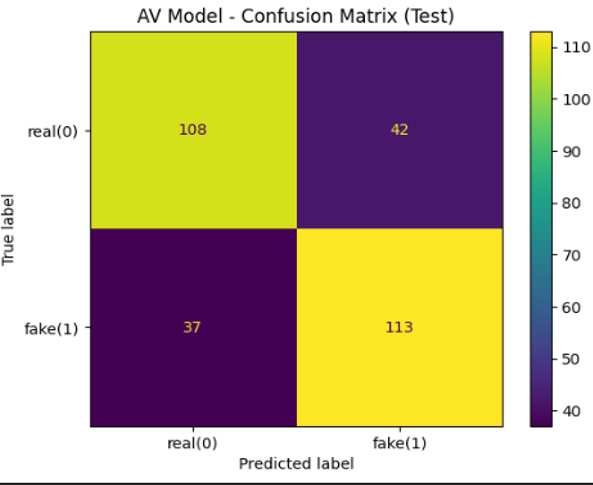 AV Model - Confusion Matrix (Test)
True label
real(0)
108
42
fake(1)
37
113
real(0)
fake(1)
Predicted label
110
100
90
80
70
60
50
40